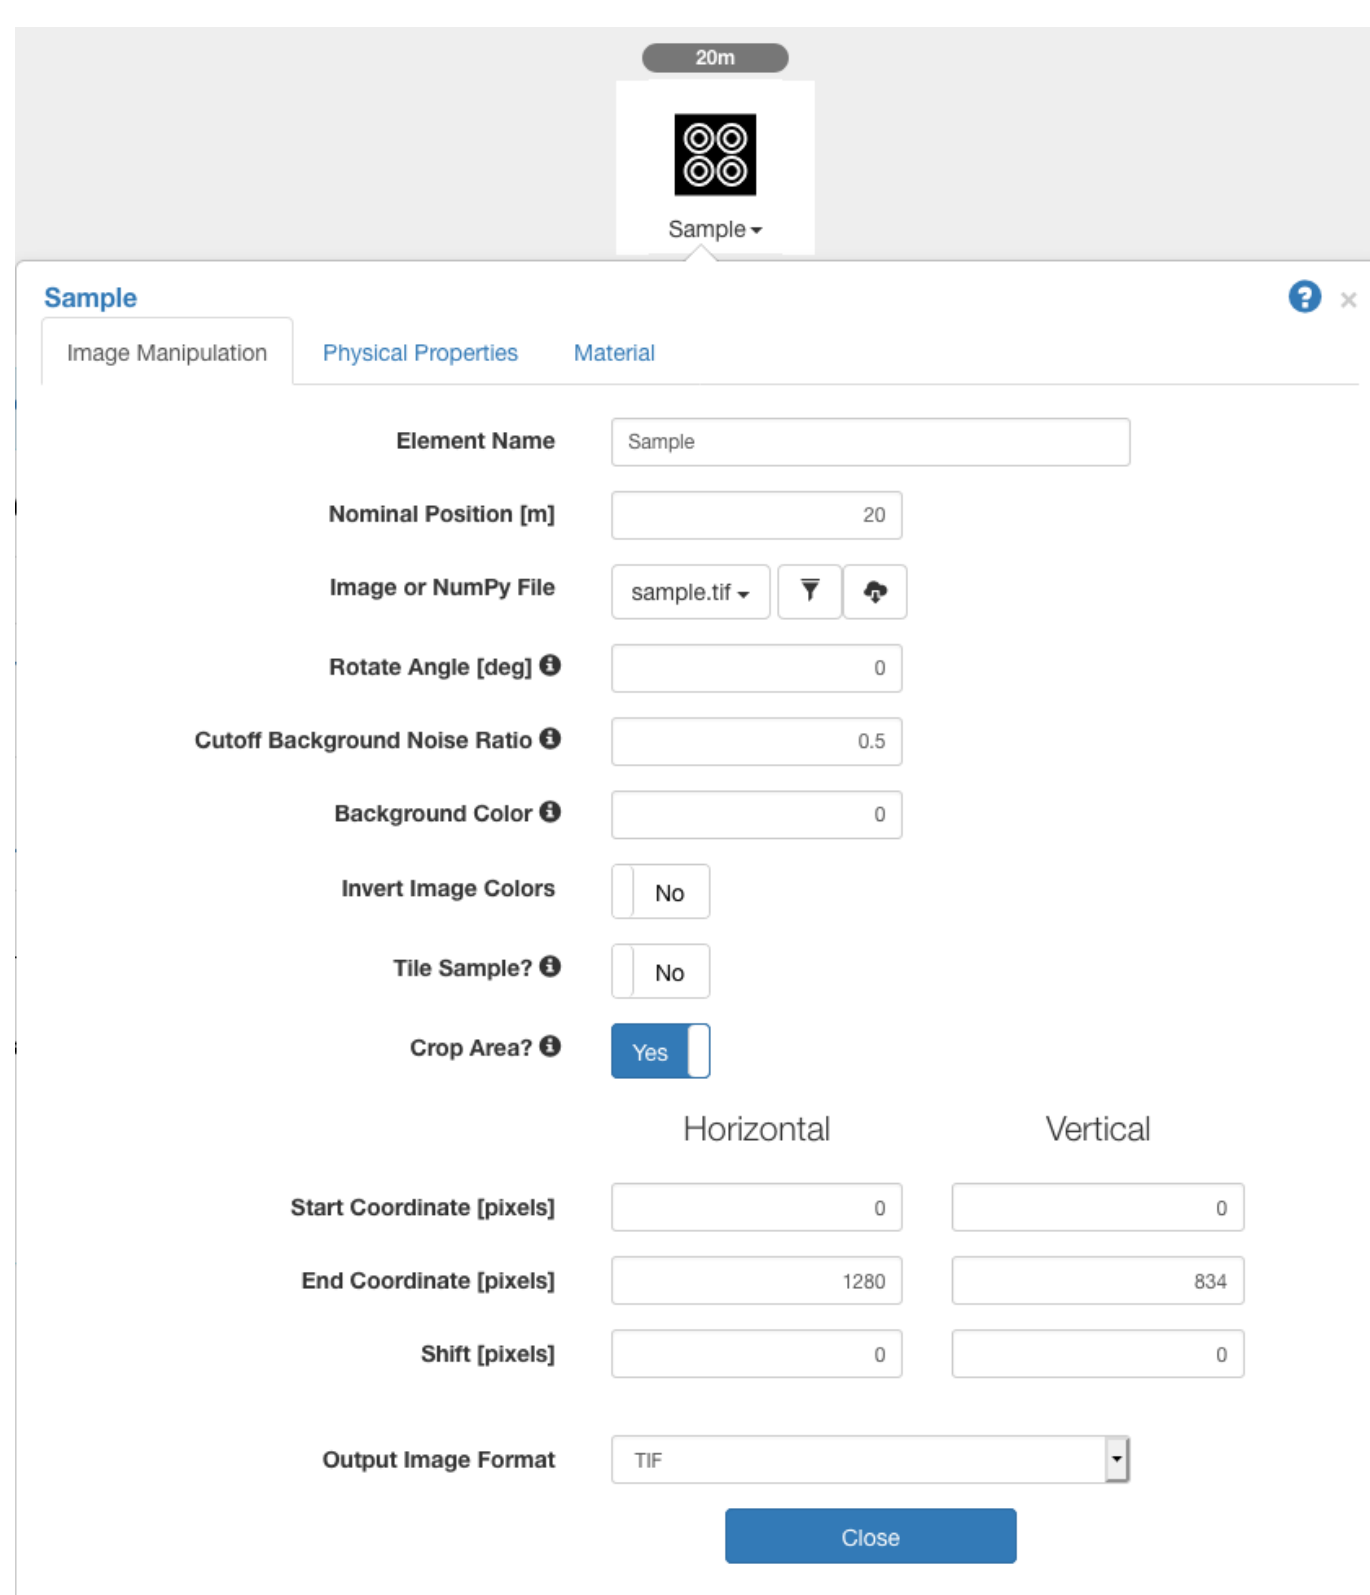 20m
Sample
Sample
? ×
Image Manipulation Physical Properties Material
Element Name Sample
Nominal Position [m] 20
Image or NumPy File sample.tif
Rotate Angle [deg] 0
Cutoff Background Noise Ratio 0.5
Background Color 0
Invert Image Colors No
Tile Sample? No
Crop Area? Yes
Horizontal Vertical
Start Coordinate [pixels] 0 0
End Coordinate [pixels] 1280 834
Shift [pixels] 0 0
Output Image Format TIF
Close